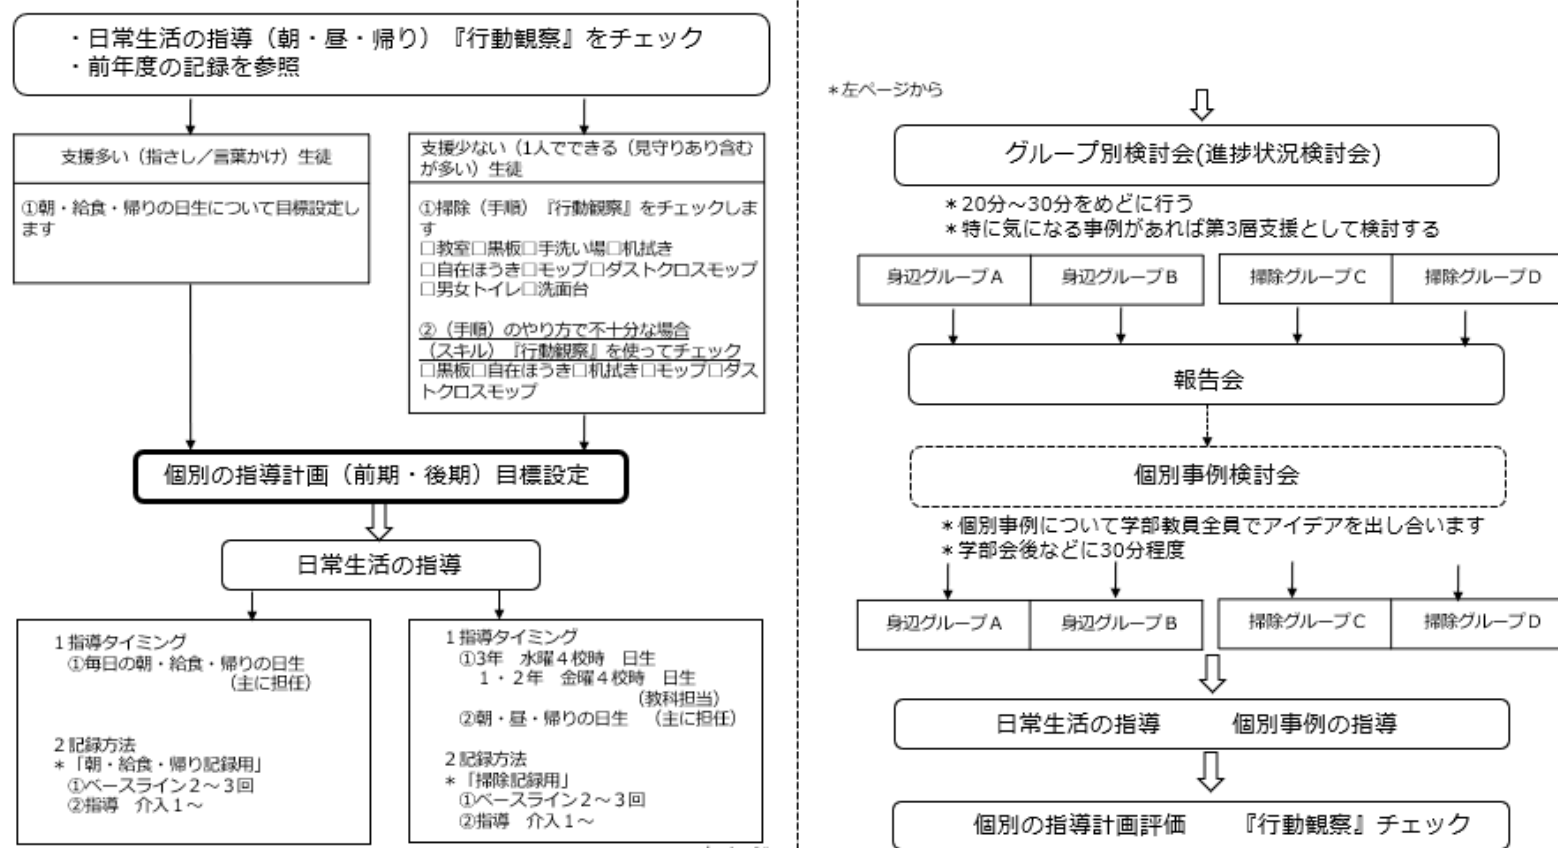 ・日常生活の指導（朝・昼・帰り）『行動観察』をチェック
・前年度の記録を参照
支援多い（指さし／言葉かけ）生徒
①朝・給食・帰りの日生について目標設定し
ます
支援少ない（1人でできる（見守りあり含む
が多い）生徒
①掃除（手順）『行動観察』をチェックしま
す
□教室□黒板□手洗い場□机拭き
□自在ほうき□モップ□ダストクロスモップ
□男女トイレ□洗面台
②（手順）のやり方で不十分な場合
（スキル）『行動観察』を使ってチェック
□黒板□自在ほうき□机拭き□モップ□ダス
トクロスモップ
個別の指導計画（前期・後期）目標設定
日常生活の指導
１指導タイミング
①毎日の朝・給食・帰りの日生
（主に担任）
２記録方法
＊「朝・給食・帰り記録用」
①ベースライン２～３回
②指導　介入１～
１指導タイミング
①3年　水曜４校時　日生
１・２年　金曜４校時　日生
（教科担当）
②朝・昼・帰りの日生　（主に担任）
２記録方法
＊「掃除記録用」
①ベースライン２～３回
②指導　介入１～
＊左ページから
グループ別検討会(進捗状況検討会)
＊20分～30分をめどに行う
＊特に気になる事例があれば第3層支援として検討する
身辺グループＡ　身辺グループＢ　掃除グループＣ　掃除グループＤ
報告会
個別事例検討会
＊個別事例について学部教員全員でアイデアを出し合います
＊学部会後などに30分程度
身辺グループＡ　身辺グループＢ　掃除グループＣ　掃除グループＤ
日常生活の指導　個別事例の指導
個別の指導計画評価　『行動観察』チェック